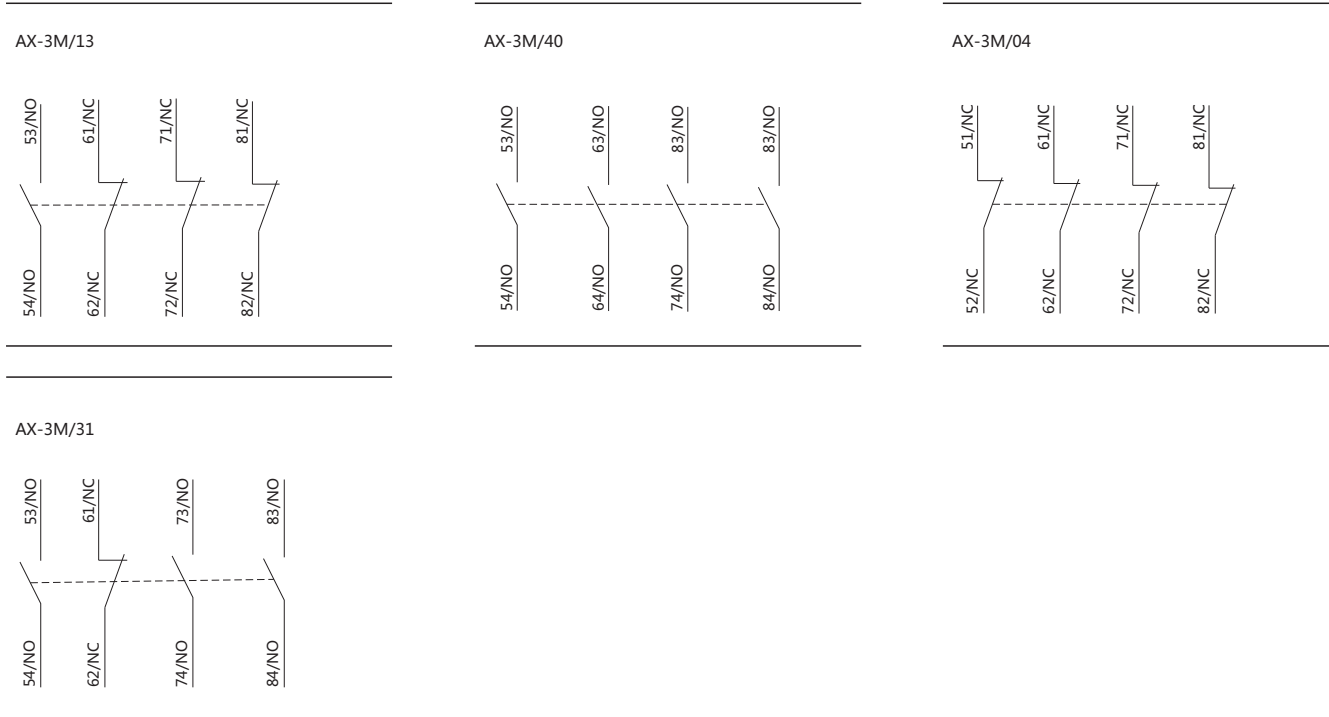 AX-3M/13
53/NO 61/NC 71/NC 81/NC
54/NO 62/NC 72/NC 82/NC
AX-3M/40
53/NO 63/NO 83/NO 83/NO
54/NO 64/NO 74/NO 84/NO
AX-3M/04
51/NC 61/NC 71/NC 81/NC
52/NC 62/NC 72/NC 82/NC
AX-3M/31
53/NO 61/NC 73/NO 83/NO
54/NO 62/NC 74/NO 84/NO